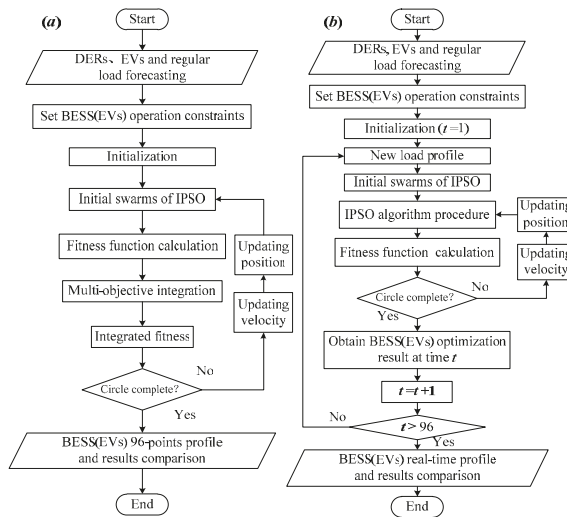 (a)
Start
DERs、EVs and regular
load forecasting
Set BESS(EVs) operation constraints
Initialization
Initial swarms of IPSO
Fitness function calculation
Multi-objective integration
Integrated fitness
Circle complete?
No
Yes
Updating
position
Updating
velocity
BESS(EVs) 96-points profile
and results comparison
End
(b)
Start
DERs, EVs and regular
load forecasting
Set BESS(EVs) operation constraints
Initialization (t=1)
New load profile
Initial swarms of IPSO
IPSO algorithm procedure
Fitness function calculation
Circle complete?
No
Yes
Updating
position
Updating
velocity
Obtain BESS(EVs) optimization
result at time t
t=t+1
t> 96
No
Yes
BESS(EVs) real-time profile
and results comparison
End